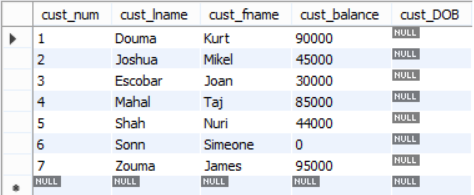 cust_num cust_lname cust_fname cust_balance cust_DOB
1 Douma Kurt 90000 NULL
2 Joshua Mikel 45000 NULL
3 Escobar Joan 30000 NULL
4 Mahal Taj 85000 NULL
5 Shah Nuri 44000 NULL
6 Sonn Simeone 0 NULL
7 Zouma James 95000 NULL
NULL NULL NULL NULL NULL